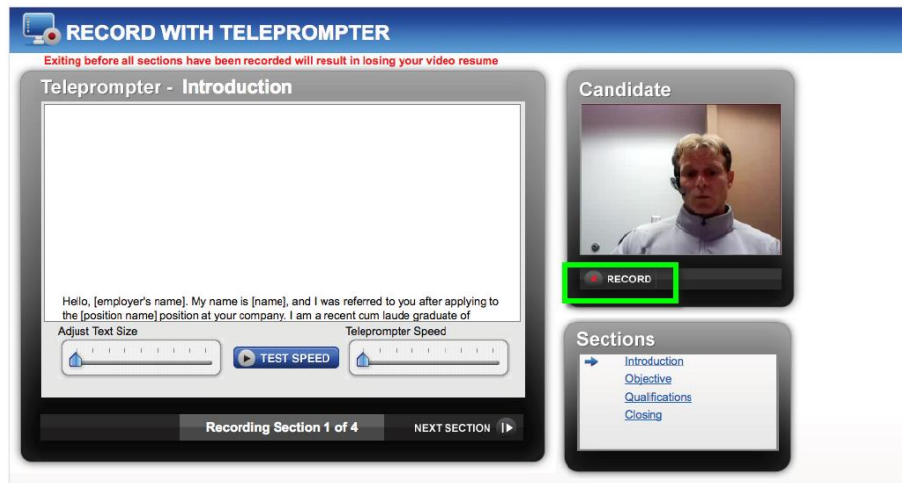 RECORD WITH TELEPROMPTER
Exiting before all sections have been recorded will result in losing your video resume
Teleprompter - Introduction
Hello, [employer's name]. My name is [name], and I was referred to you after applying to
the [position name] position at your company. I am a recent cum laude graduate of
Adjust Text Size
Teleprompter Speed
TEST SPEED
Recording Section 1 of 4
NEXT SECTION
Candidate
RECORD
Sections
Introduction
Objective
Qualifications
Closing